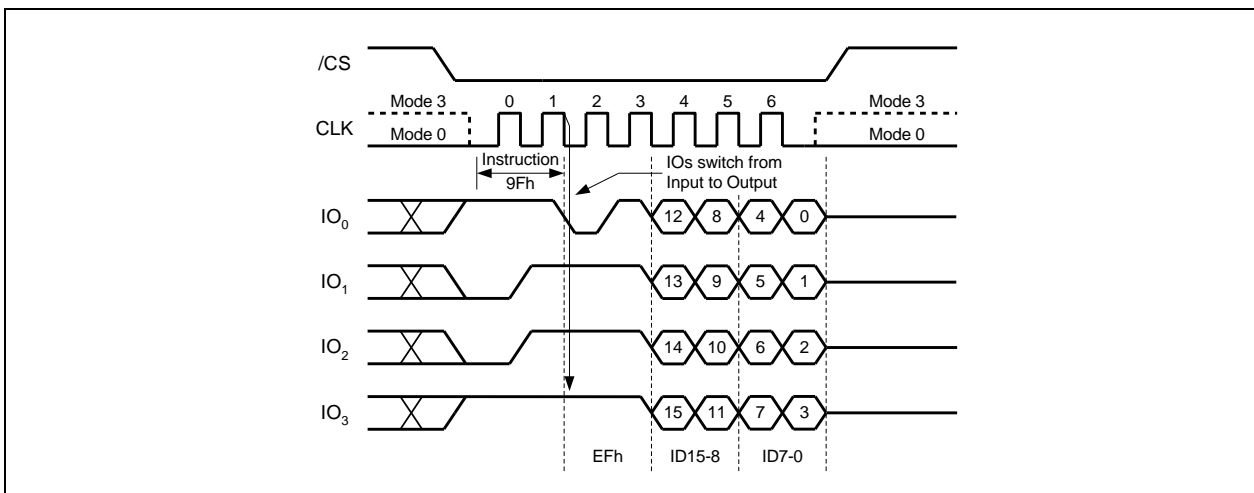 /CS
Mode 3 0 1 2 3 4 5 6 Mode 3
CLK
Mode 0 Mode 0
Instruction
9Fh
IOs switch from
Input to Output
IO0 12 8 4 0
IO1 13 9 5 1
IO2 14 10 6 2
IO3 15 11 7 3
EFh ID15-8 ID7-0